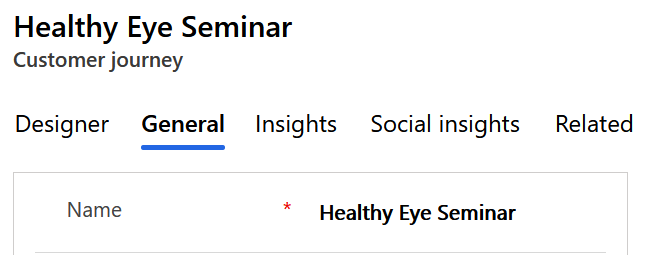 Healthy Eye Seminar
Customer journey
Designer General Insights Social insights Related
Name * Healthy Eye Seminar